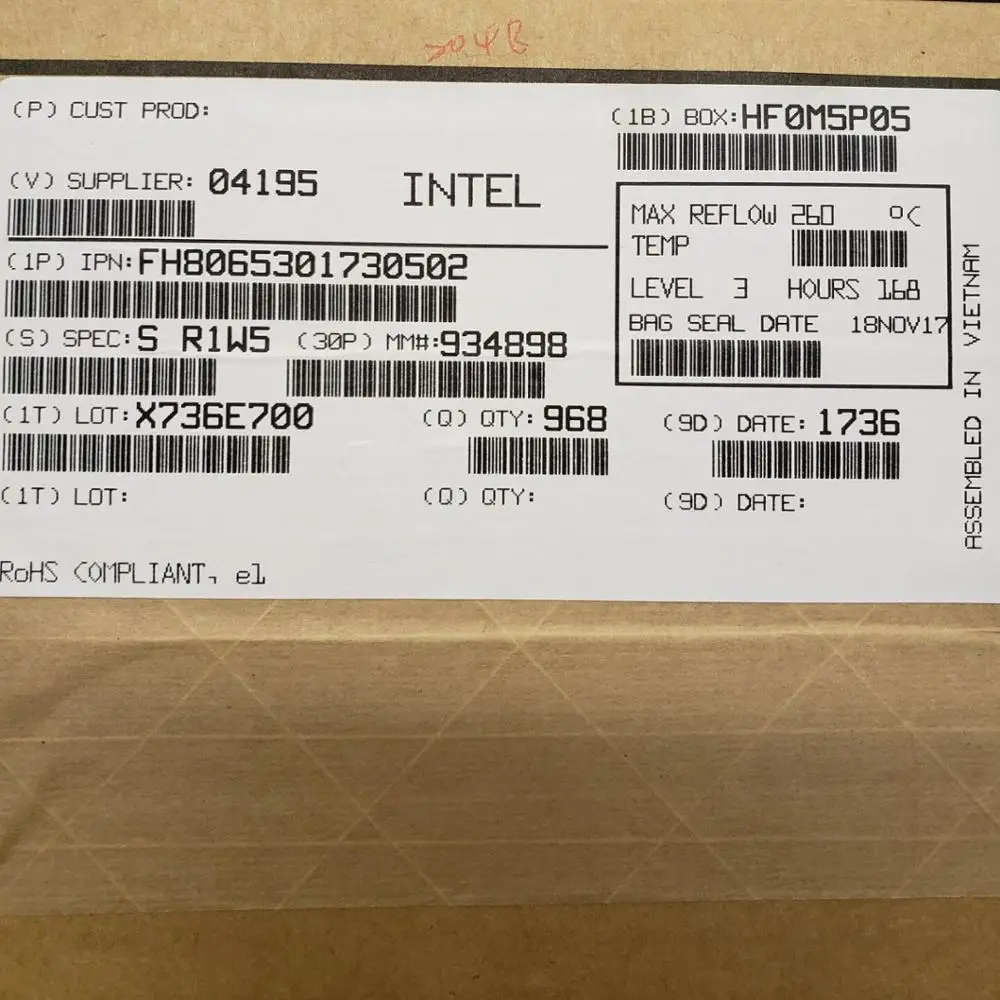 (P) CUST PROD:
(1B) BOX:HF0M5P05
(V) SUPPLIER: 04195
INTEL
MAX REFLOW 260 ºC
TEMP
LEVEL 3 HOURS 168
BAG SEAL DATE 18NOV17
(1P) IPN:FH8065301730502
(S) SPEC:S R1W5 (30P) MM#:934898
(1T) LOT:X736E700 (Q) QTY:968 (9D) DATE:1736
(1T) LOT: (Q) QTY: (9D) DATE:
RoHS COMPLIANT, e1
ASSEMBLED IN VIETNAM